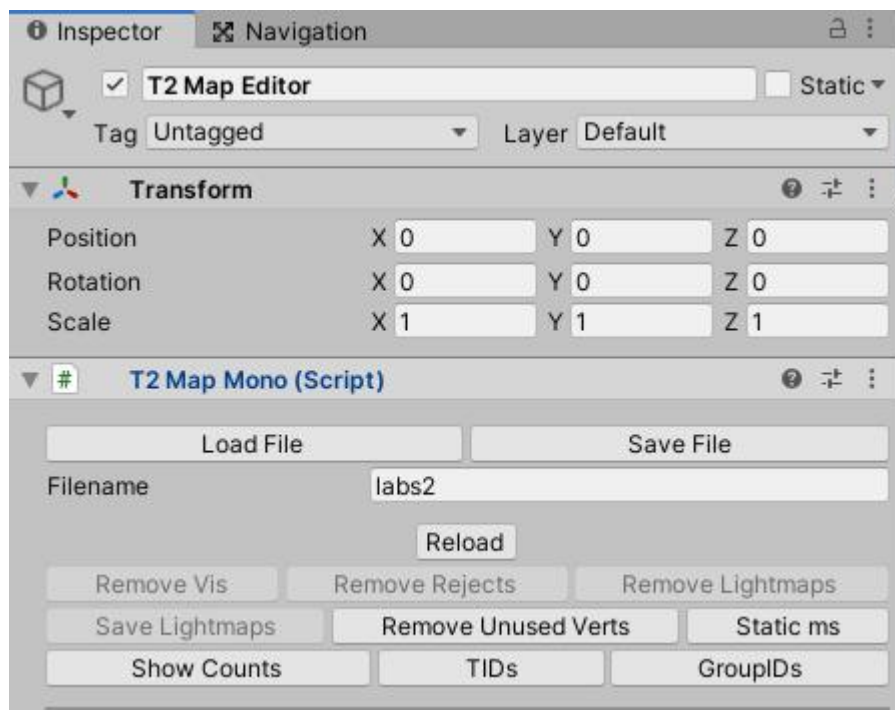 Inspector Navigation
T2 Map Editor Static
Tag Untagged Layer Default
Transform
Position X 0 Y 0 Z 0
Rotation X 0 Y 0 Z 0
Scale X 1 Y 1 Z 1
# T2 Map Mono (Script)
Load File Save File
Filename labs2
Reload
Remove Vis Remove Rejects Remove Lightmaps
Save Lightmaps Remove Unused Verts Static ms
Show Counts TIDs GroupIDs